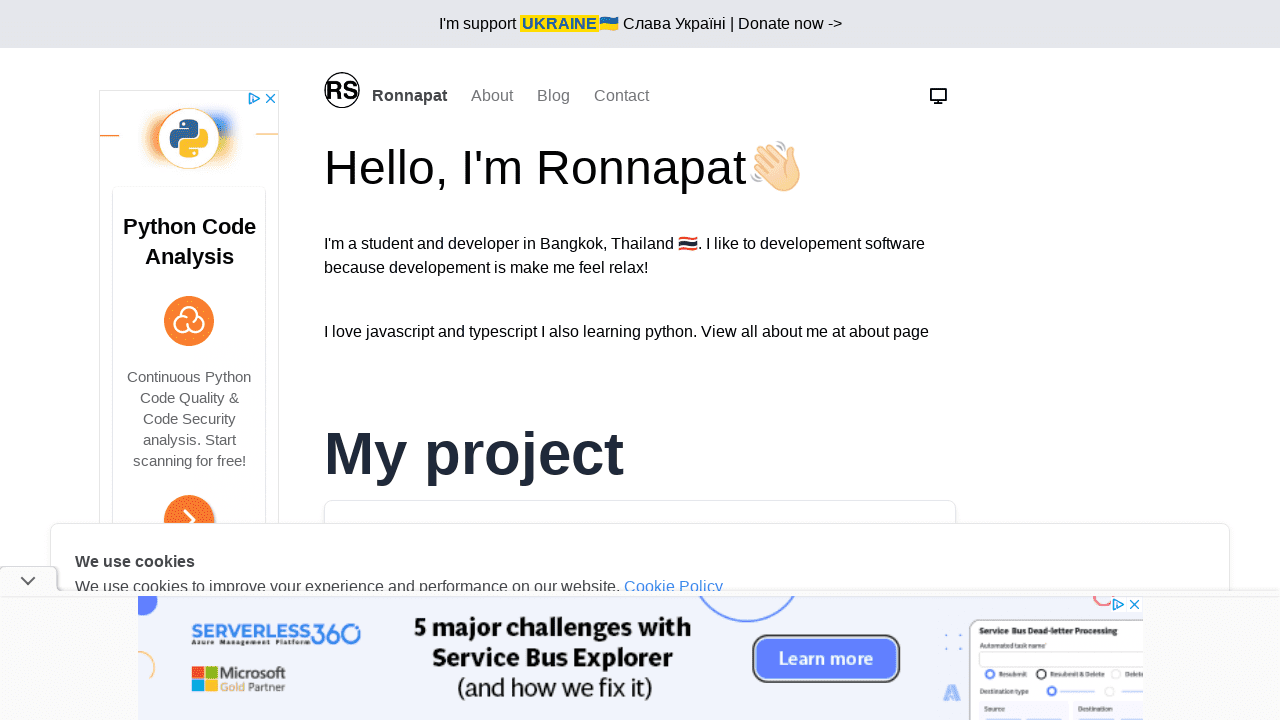 I'm support UKRAINE🇺🇦 Слава Україні | Donate now ->
RS Ronnapat About Blog Contact
Hello, I'm Ronnapat👋🏻
I'm a student and developer in Bangkok, Thailand 🇹🇭. I like to developement software
because developement is make me feel relax!
I love javascript and typescript I also learning python. View all about me at about page
My project
Python Code
Analysis
Continuous Python
Code Quality &
Code Security
analysis. Start
scanning for free!
We use cookies
We use cookies to improve your experience and performance on our website. Cookie Policy
SERVERLESS360
Azure Management Platform
Microsoft
Gold Partner
5 major challenges with
Service Bus Explorer
(and how we fix it)
Learn more
Service Bus Dead-letter Processing
Automated task name*
Resubmit Resubmit & Delete Delete
Destination type
Source Destination